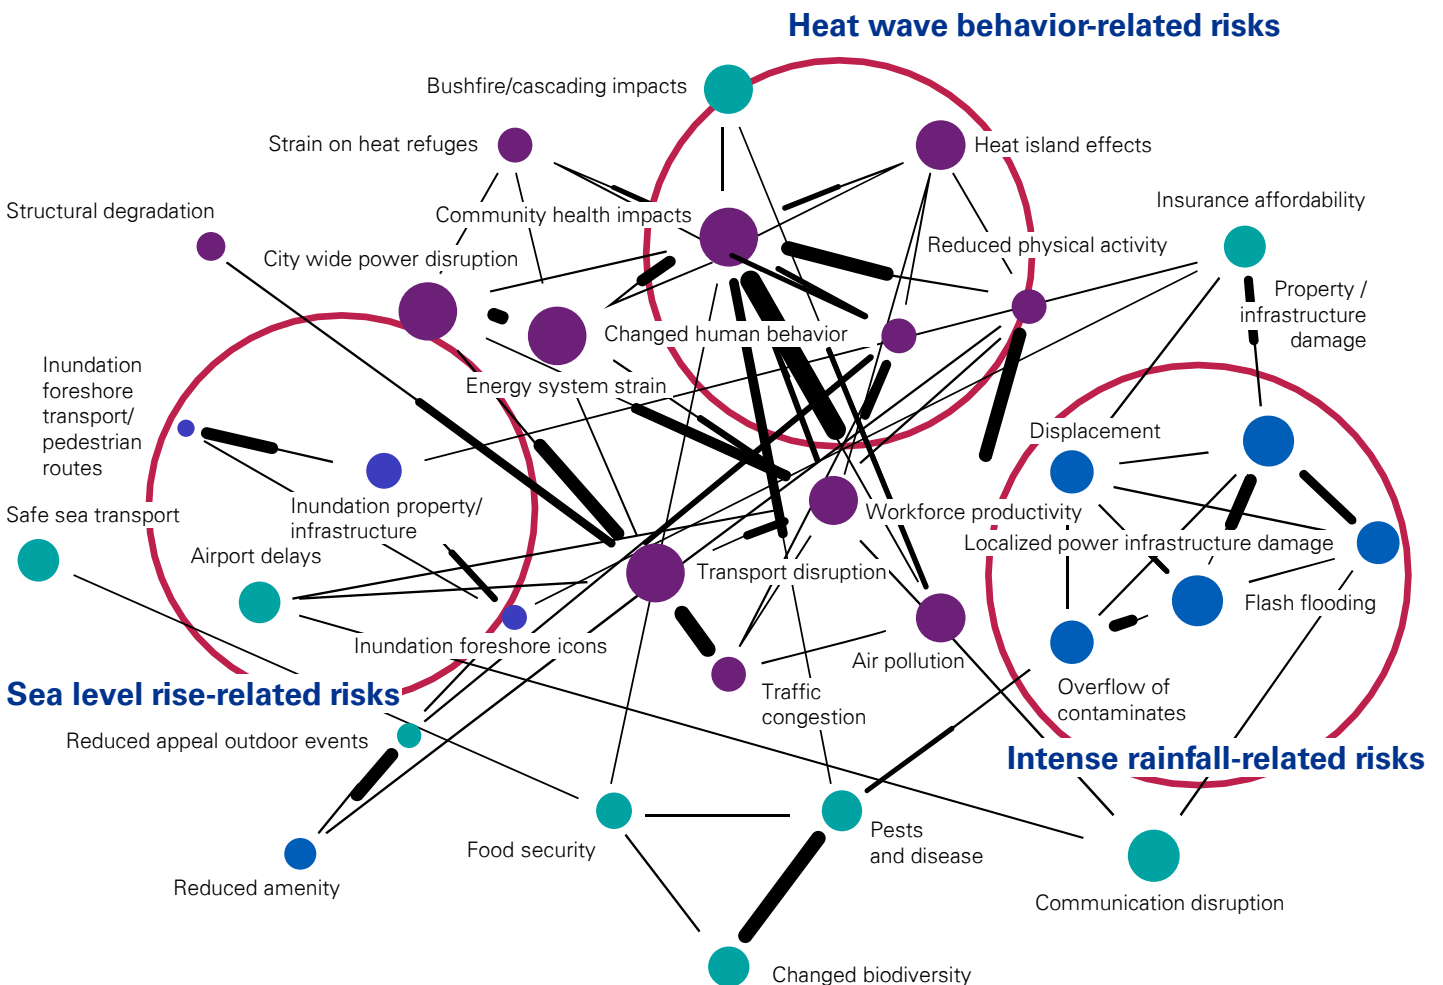 Heat wave behavior-related risks
Bushfire/cascading impacts
Strain on heat refuges
Heat island effects
Insurance affordability
Structural degradation
Community health impacts
Reduced physical activity
City wide power disruption
Property /
infrastructure
damage
Changed human behavior
Inundation
foreshore
transport/
pedestrian
routes
Energy system strain
Displacement
Inundation property/
infrastructure
Safe sea transport
Workforce productivity
Localized power infrastructure damage
Airport delays
Transport disruption
Flash flooding
Inundation foreshore icons
Air pollution
Sea level rise-related risks
Traffic
congestion
Overflow of
contaminates
Reduced appeal outdoor events
Intense rainfall-related risks
Pests
and disease
Food security
Reduced amenity
Communication disruption
Changed biodiversity